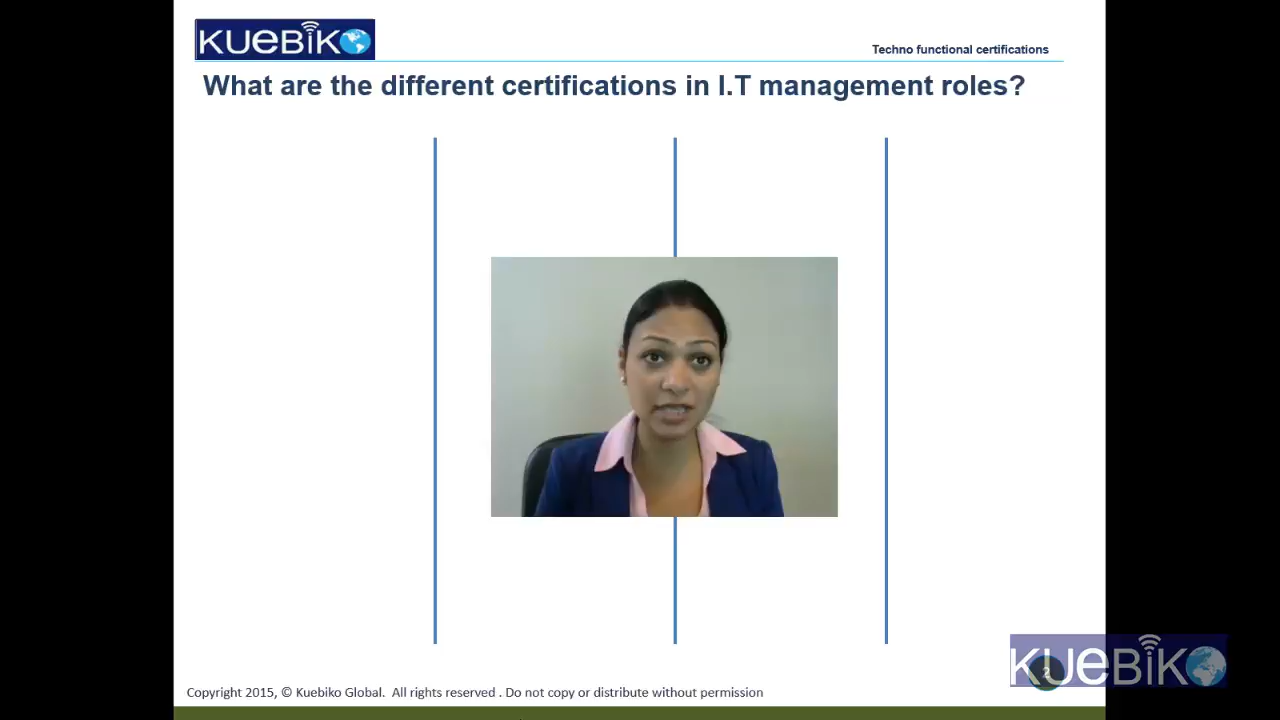 KUEBIKO
Techno functional certifications
What are the different certifications in I.T management roles?
KUEBIKO
2
Copyright 2015, © Kuebiko Global. All rights reserved . Do not copy or distribute without permission